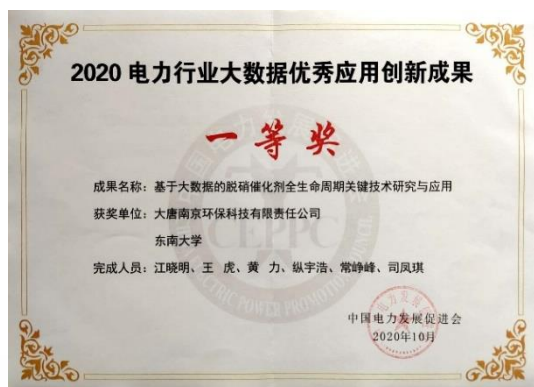 2020 电力行业大数据优秀应用创新成果
一等奖
成果名称：基于大数据的脱硝催化剂全生命周期关键技术研究与应用
获奖单位：大唐南京环保科技有限责任公司
东南大学
完成人员：江晓明、王 虎、黄 力、纵宇浩、常峥峰、司凤琪
CEPPC
ELECTRIC POWER PROMOTION COUNCIL
中国电力发展促进会
2020年10月